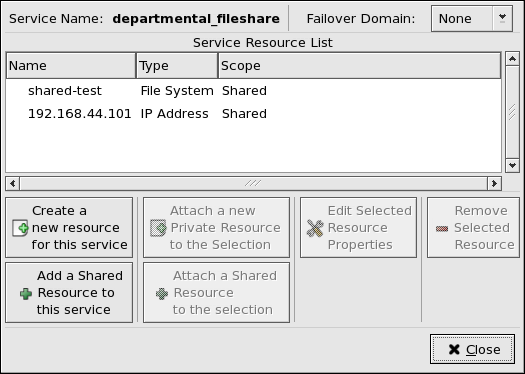 Service Name: departmental_fileshare Failover Domain: None
Service Resource List
Name Type Scope
shared-test File System Shared
192.168.44.101 IP Address Shared
Create a
new resource
for this service
Attach a new
Private Resource
to the Selection
Edit Selected
Resource
Properties
Remove
Selected
Resource
Add a Shared
Resource to
this service
Attach a Shared
Resource
to the selection
Close